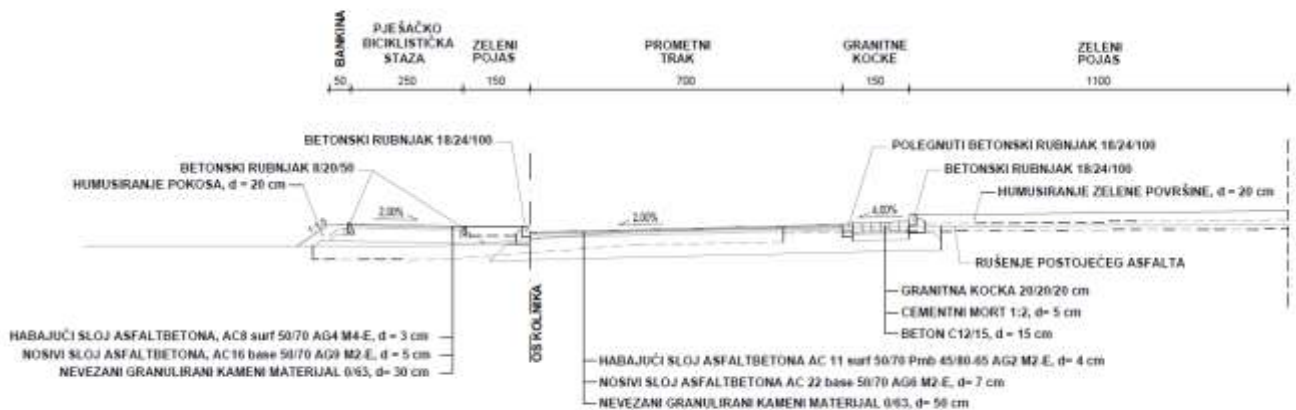 BANKINA
PJEŠAČKO
BICIKLISTIČKA
STAZA
ZELENI
POJAS
PROMETNI
TRAK
GRANITNE
KOCKE
ZELENI
POJAS
50
250
150
700
150
1100
BETONSKI RUBNJAK 18/24/100
BETONSKI RUBNJAK 8/20/50
HUMUSIRANJE POKOSA, d = 20 cm
POLEGNUTI BETONSKI RUBNJAK 18/24/100
BETONSKI RUBNJAK 18/24/100
HUMUSIRANJE ZELENE POVRŠINE, d = 20 cm
2,00%
2,00%
4,00%
RUŠENJE POSTOJEĆEG ASFALTA
GRANITNA KOCKA 20/20/20 cm
CEMENTNI MORT 1:2, d= 5 cm
BETON C12/15, d= 15 cm
OS KOLNIKA
HABAJUĆI SLOJ ASFALTBETONA, AC8 surf 50/70 AG4 M4-E, d = 3 cm
NOSIVI SLOJ ASFALTBETONA, AC16 base 50/70 AG9 M2-E, d = 5 cm
NEVEZANI GRANULIRANI KAMENI MATERIJAL 0/63, d= 30 cm
HABAJUĆI SLOJ ASFALTBETONA AC 11 surf 50/70 Pmb 45/80-65 AG2 M2-E, d= 4 cm
NOSIVI SLOJ ASFALTBETONA AC 22 base 50/70 AG6 M2-E, d= 7 cm
NEVEZANI GRANULIRANI KAMENI MATERIJAL 0/63, d= 50 cm